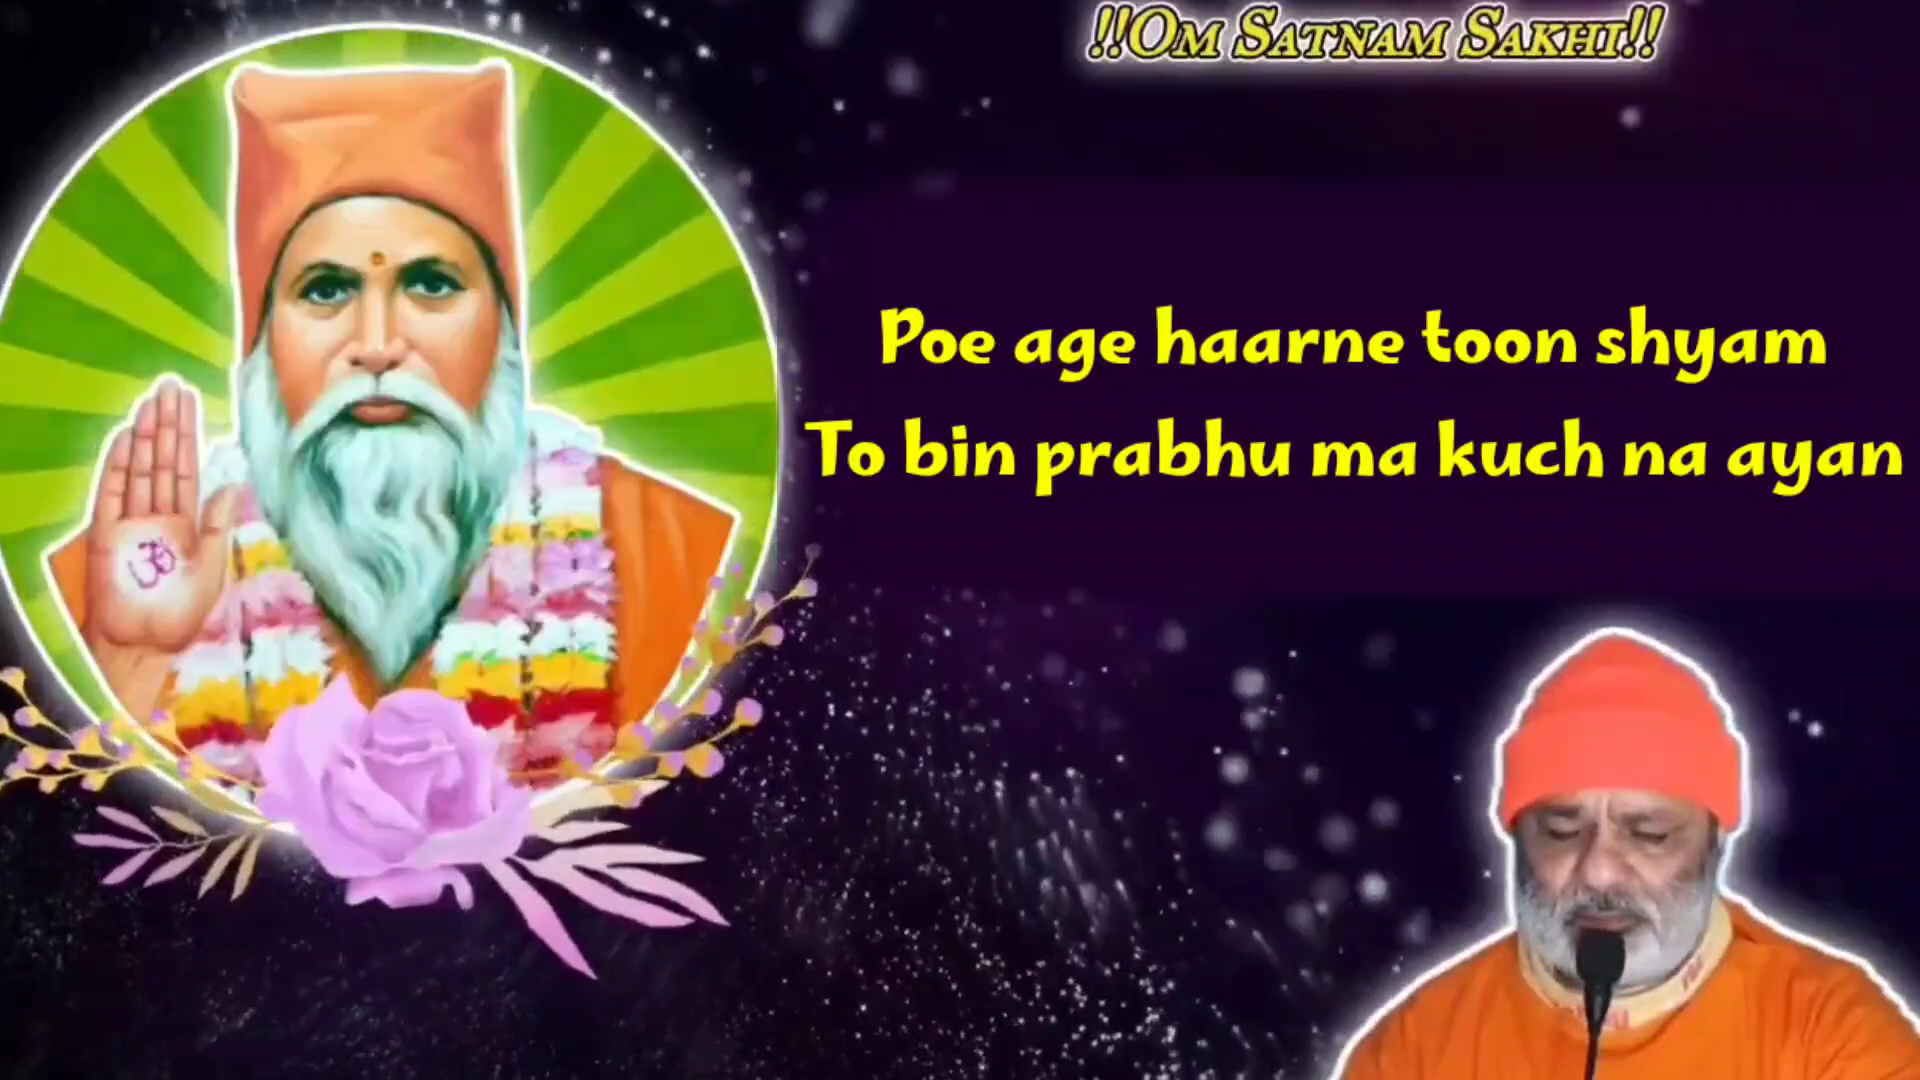 !!Om Satnam Sakhi!!
Poe age haarne toon shyam
To bin prabhu ma kuch na ayan
ॐ